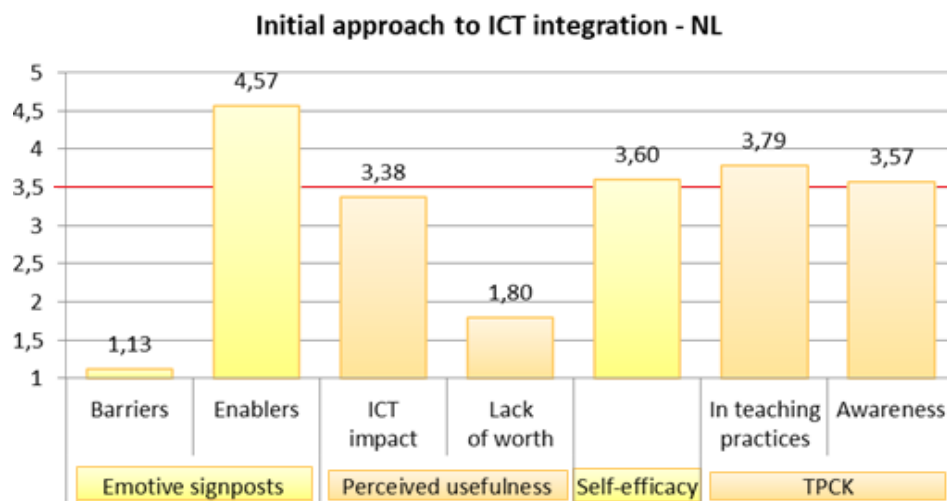 Initial approach to ICT integration - NL
5
4,5
4
3,5
3
2,5
2
1,5
1
1,13
4,57
3,38
1,80
3,60
3,79
3,57
Barriers
Enablers
ICT
impact
Lack
of worth
In teaching
practices
Awareness
Emotive signposts
Perceived usefulness
Self-efficacy
TPCK